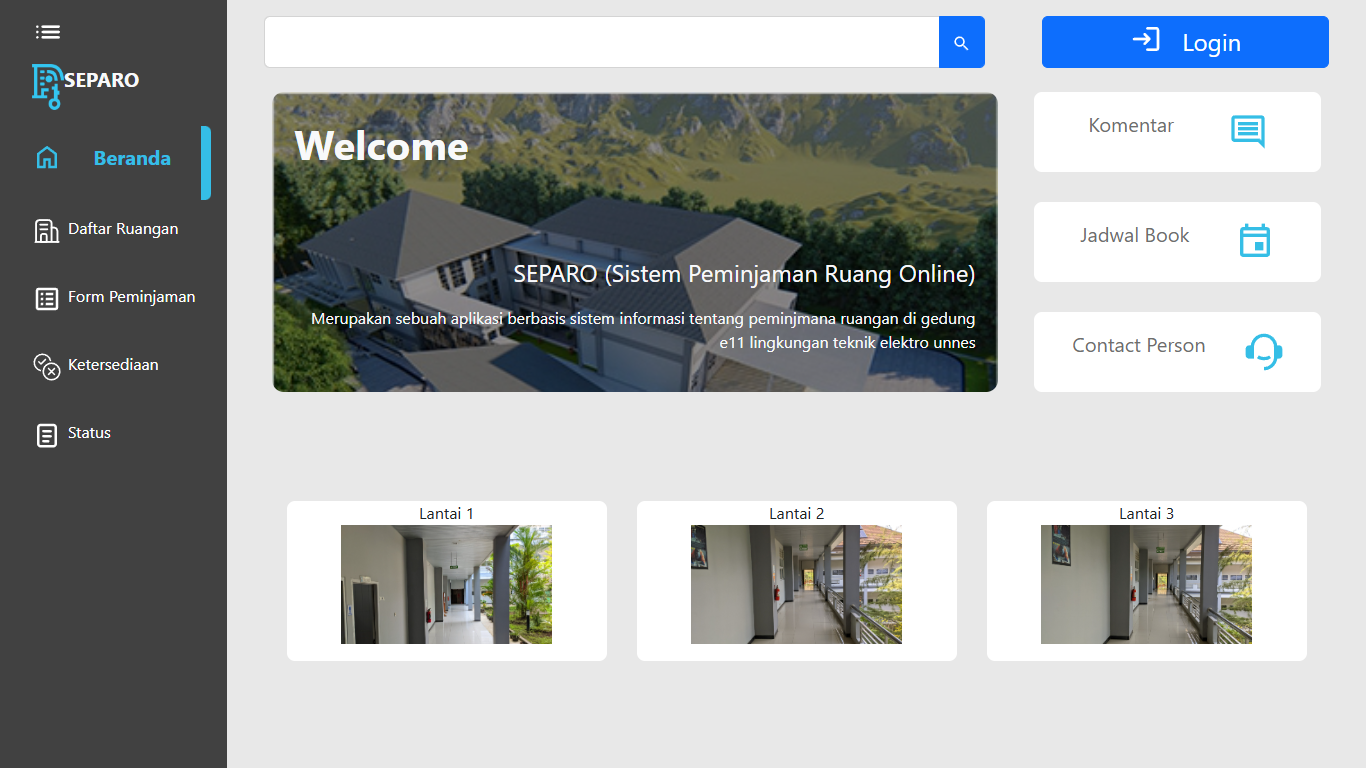 SEPARO
Beranda
Daftar Ruangan
Form Peminjaman
Ketersediaan
Status
Login
Welcome
SEPARO (Sistem Peminjaman Ruang Online)
Merupakan sebuah aplikasi berbasis sistem informasi tentang peminjmana ruangan di gedung
e11 lingkungan teknik elektro unnes
Komentar
Jadwal Book
Contact Person
Lantai 1
Lantai 2
Lantai 3